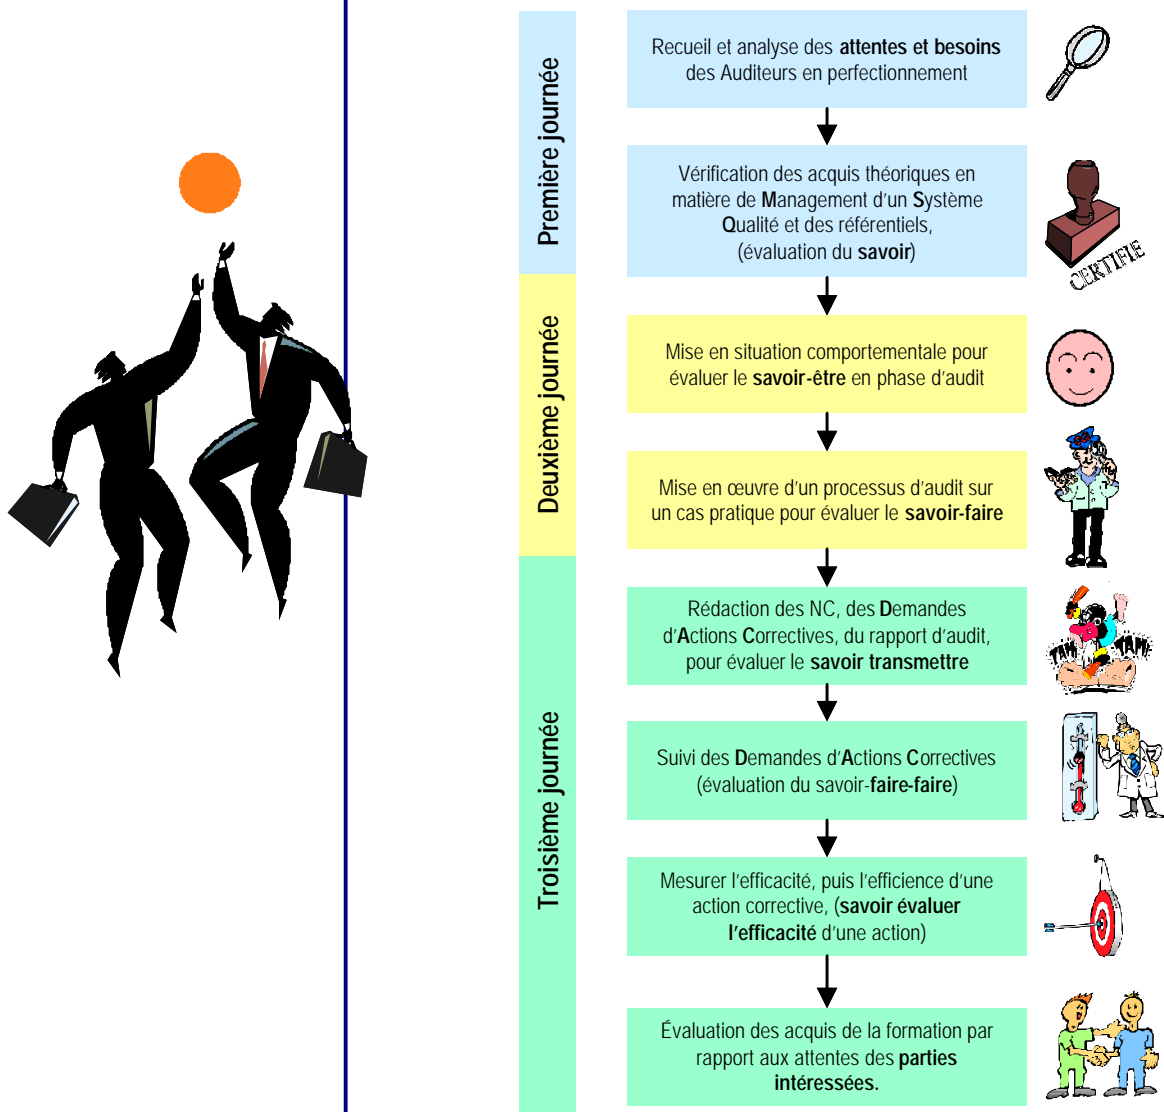 Première journée
Recueil et analyse des attentes et besoins
des Auditeurs en perfectionnement
Vérification des acquis théoriques en
matière de Management d'un Système
Qualité et des référentiels,
(évaluation du savoir)
CERTIFIE
Deuxième journée
Mise en situation comportementale pour
évaluer le savoir-être en phase d'audit
Mise en œuvre d'un processus d'audit sur
un cas pratique pour évaluer le savoir-faire
Troisième journée
Rédaction des NC, des Demandes
d'Actions Correctives, du rapport d'audit,
pour évaluer le savoir transmettre
TAM
TAM
Suivi des Demandes d'Actions Correctives
(évaluation du savoir-faire-faire)
Mesurer l'efficacité, puis l'efficience d'une
action corrective, (savoir évaluer
l'efficacité d'une action)
Évaluation des acquis de la formation par
rapport aux attentes des parties
intéressées.